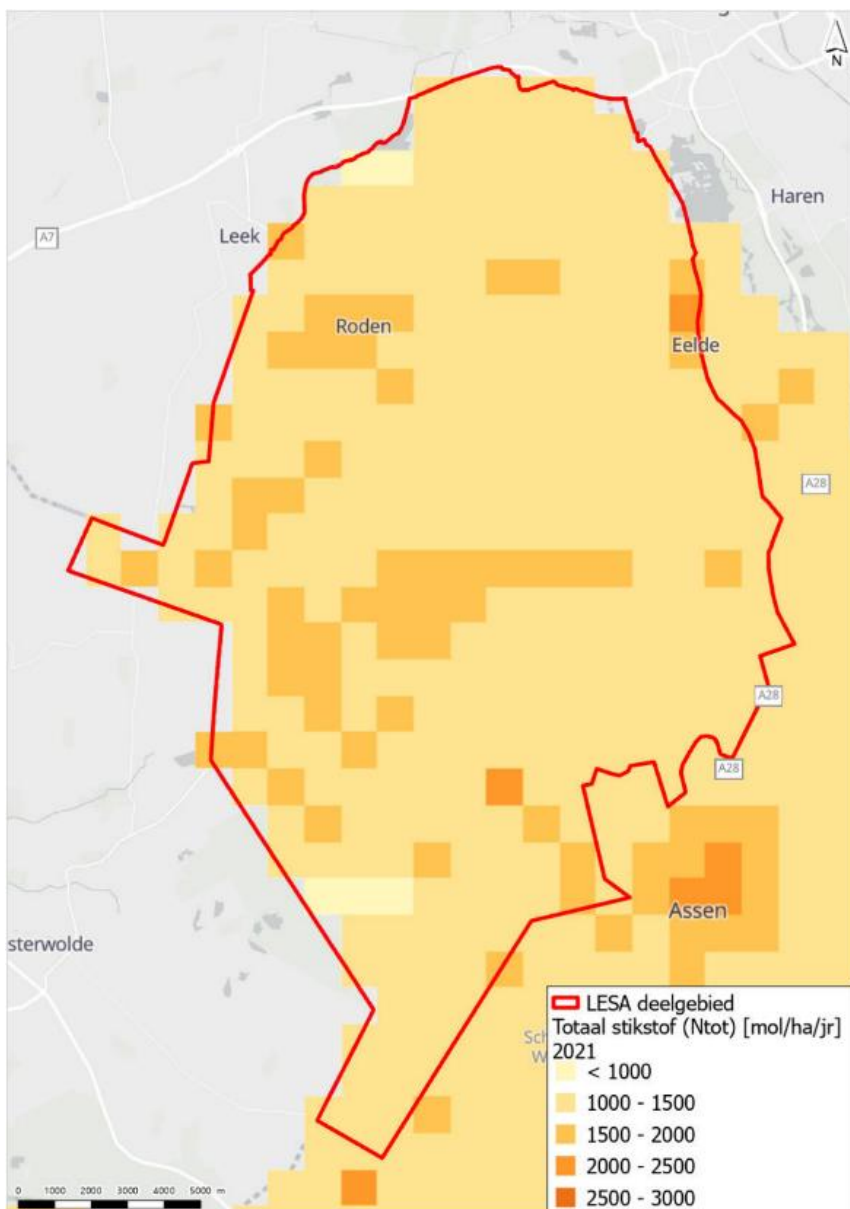 N
Haren
A7
Leek
Roden
Eelde
A28
A28
A28
Assen
sterwolde
LESA deelgebied
Totaal stikstof (Ntot) [mol/ha/jr]
2021
< 1000
1000 - 1500
1500 - 2000
2000 - 2500
2500 - 3000
0 1000 2000 3000 4000 5000 m